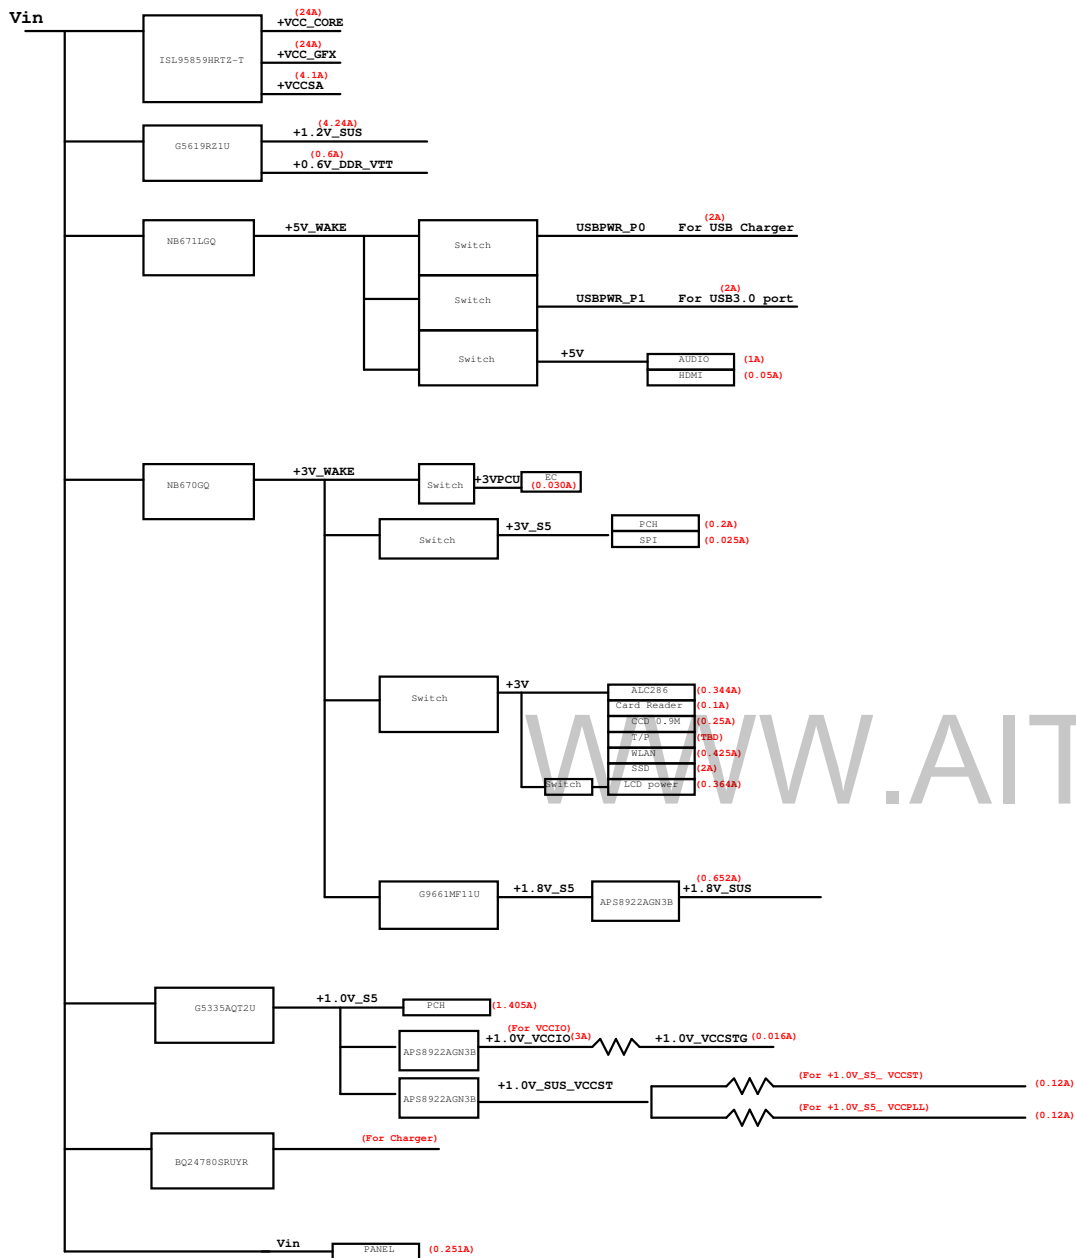 Vin
(24A)
+VCC_CORE
(24A)
+VCC_GFX
ISL95859HRTZ-T
(4.1A)
+VCCSA
(4.24A)
+1.2V_SUS
G5619RZ1U
(0.6A)
+0.6V_DDR_VTT
(2A)
+5V_WAKE
USBPWR_P0 For USB Charger
NB671LGQ
Switch
(2A)
Switch
USBPWR_P1 For USB3.0 port
+5V
Switch
AUDIO (1A)
HDMI (0.05A)
+3V_WAKE
NB670GQ
Switch
+3VPCU
EC
(0.030A)
+3V_S5
PCH (0.2A)
Switch
SPI (0.025A)
+3V
Switch
ALC286 (0.344A)
Card Reader (0.1A)
CCD 0.9M (0.25A)
T/P (TBD)
WLAN (0.425A)
SSD (2A)
Switch
LCD power (0.364A)
WWW.AIT
(0.652A)
G9661MF11U
+1.8V_S5
+1.8V_SUS
APS8922AGN3B
+1.0V_S5
G5335AQT2U
PCH (1.405A)
(For VCCIO)
+1.0V_VCCIO (3A)
+1.0V_VCCSTG (0.016A)
APS8922AGN3B
(For +1.0V_S5_ VCCST)
+1.0V_SUS_VCCST
(0.12A)
APS8922AGN3B
(For +1.0V_S5_ VCCPLL)
(0.12A)
(For Charger)
BQ24780SRUYR
Vin
PANEL (0.251A)